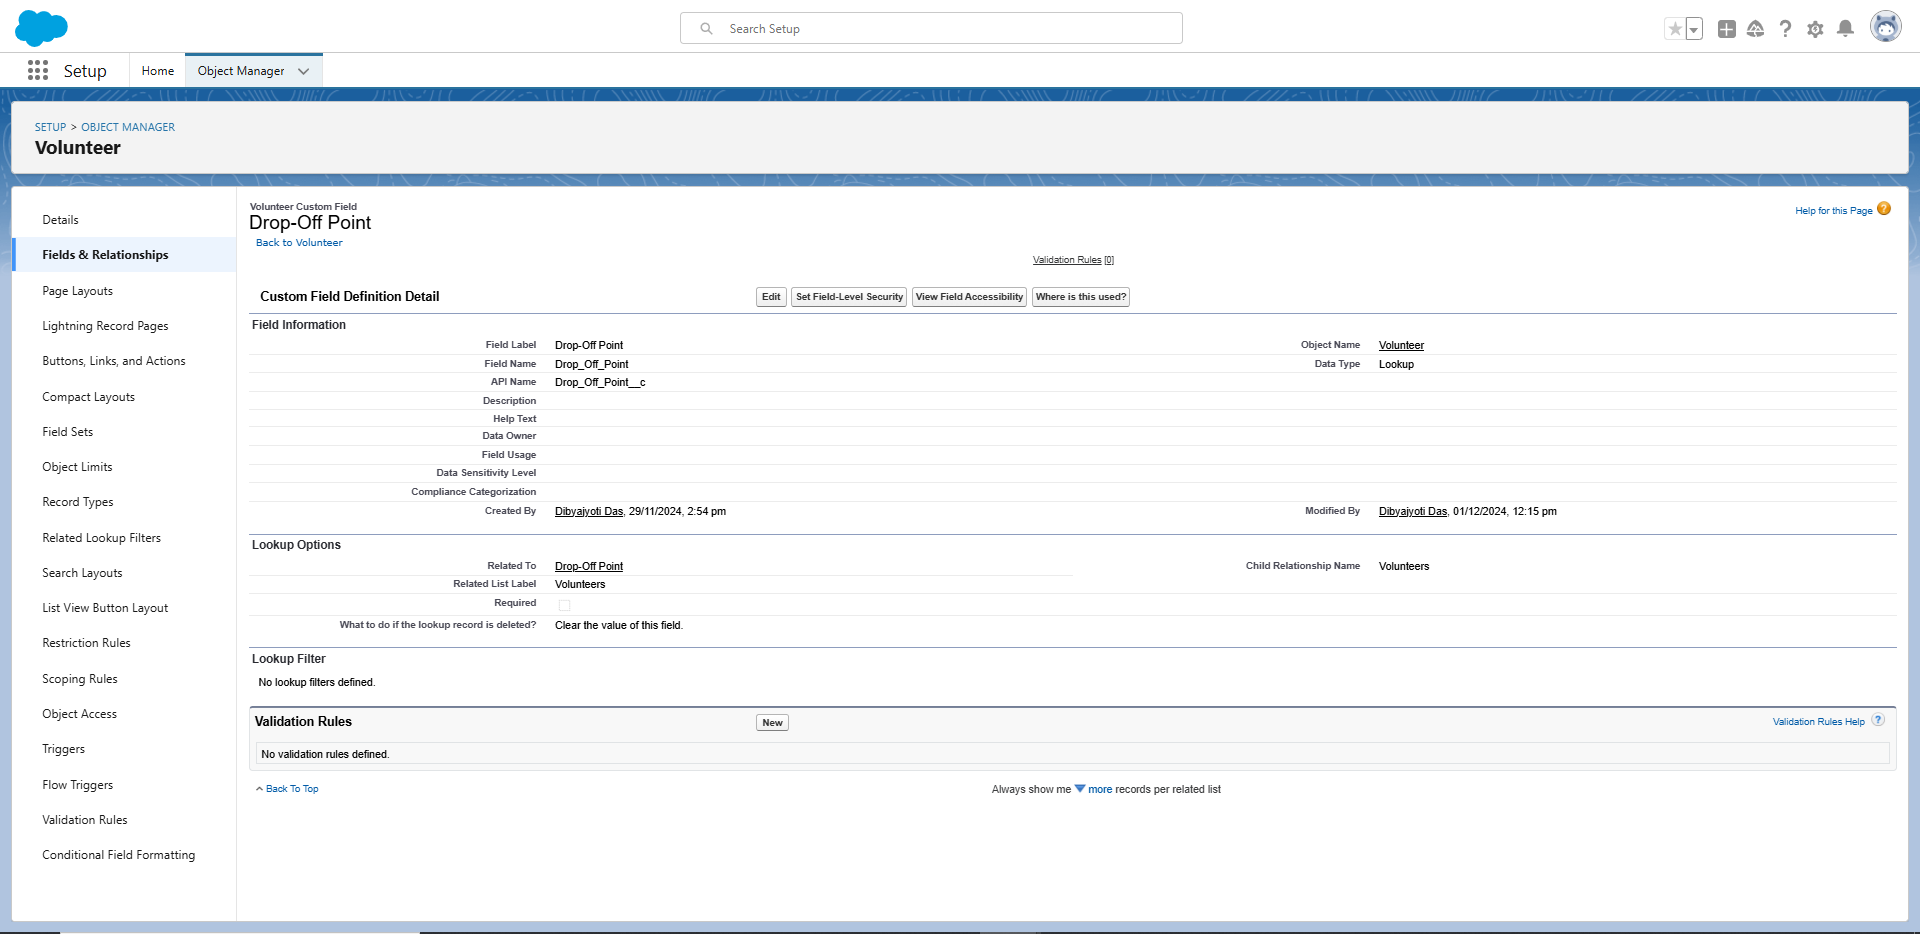 Search Setup
Setup
Home
Object Manager
SETUP > OBJECT MANAGER
Volunteer
Details
Fields & Relationships
Page Layouts
Lightning Record Pages
Buttons, Links, and Actions
Compact Layouts
Field Sets
Object Limits
Record Types
Related Lookup Filters
Search Layouts
List View Button Layout
Restriction Rules
Scoping Rules
Object Access
Triggers
Flow Triggers
Validation Rules
Conditional Field Formatting
Volunteer Custom Field
Drop-Off Point
Back to Volunteer
Help for this Page ?
Validation Rules [0]
Custom Field Definition Detail
Edit
Set Field-Level Security
View Field Accessibility
Where is this used?
Field Information
Field Label Drop-Off Point Object Name Volunteer
Field Name Drop_Off_Point Data Type Lookup
API Name Drop_Off_Point__c
Description
Help Text
Data Owner
Field Usage
Data Sensitivity Level
Compliance Categorization
Created By Dibyajyoti Das, 29/11/2024, 2:54 pm Modified By Dibyajyoti Das, 01/12/2024, 12:15 pm
Lookup Options
Related To Drop-Off Point Child Relationship Name Volunteers
Related List Label Volunteers
Required
What to do if the lookup record is deleted? Clear the value of this field.
Lookup Filter
No lookup filters defined.
Validation Rules
New
Validation Rules Help ?
No validation rules defined.
Back To Top
Always show me more records per related list